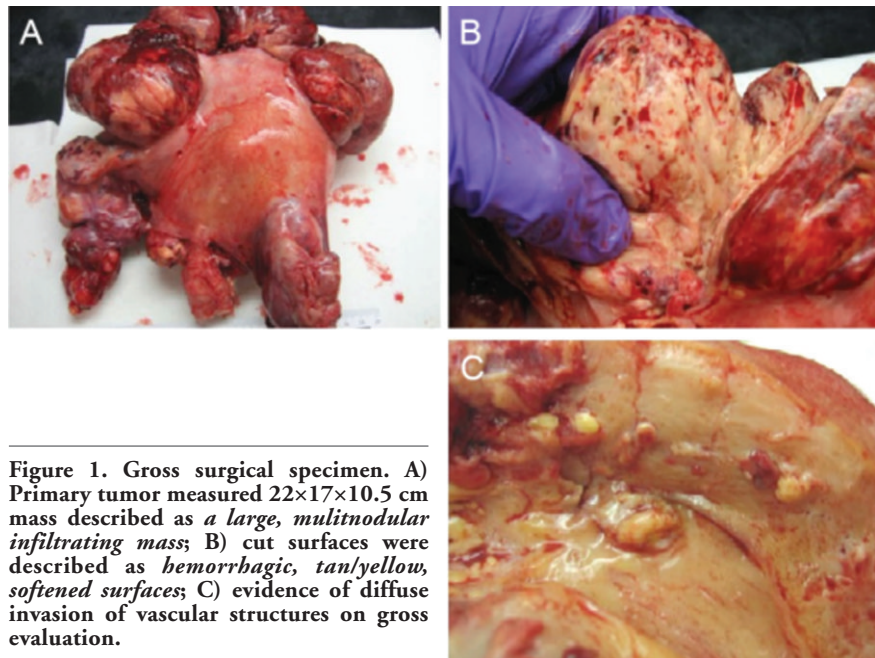 A
B
C
Figure 1. Gross surgical specimen. A)
Primary tumor measured 22×17×10.5 cm
mass described as a large, mulitnodular
infiltrating mass; B) cut surfaces were
described as hemorrhagic, tan/yellow,
softened surfaces; C) evidence of diffuse
invasion of vascular structures on gross
evaluation.